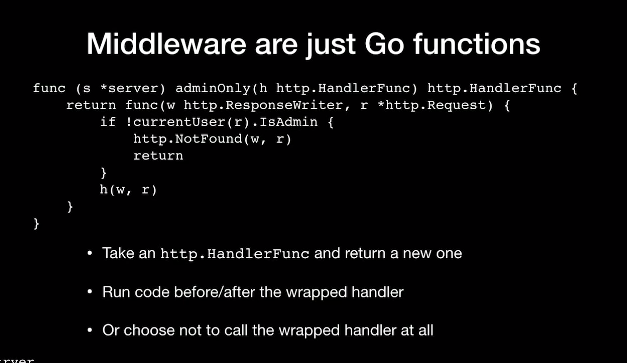 Middleware are just Go functions
func (s *server) adminOnly(h http.HandlerFunc) http.HandlerFunc {
    return func(w http.ResponseWriter, r *http.Request) {
        if !currentUser(r).IsAdmin {
            http.NotFound(w, r)
            return
        }
        h(w, r)
    }
}
• Take an http.HandlerFunc and return a new one
• Run code before/after the wrapped handler
• Or choose not to call the wrapped handler at all